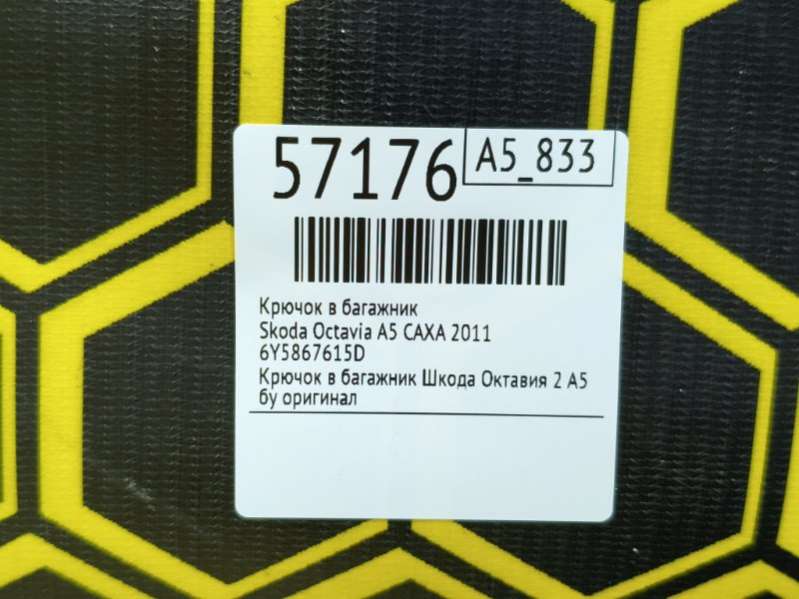 57176
A5_833
Крючок в багажник
Skoda Octavia A5 CAXA 2011
6Y5867615D
Крючок в багажник Шкода Октавия 2 А5
бу оригинал